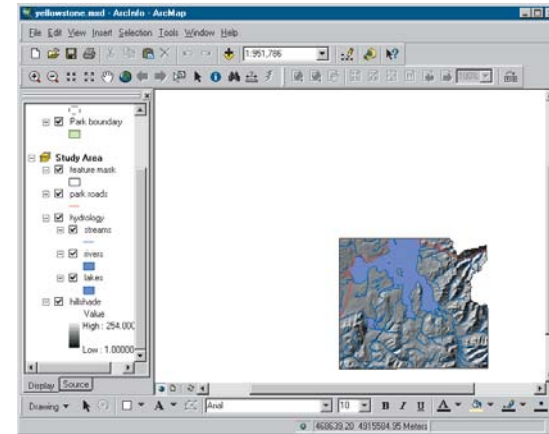 yellowstone.mxd - ArcInfo - ArcMap
File Edit View Insert Selection Tools Window Help
1:951,786
100%
Park boundary
Study Area
feature mask
park roads
hydrology
streams
rivers
lakes
hillshade
Value
High : 254.000
Low : 1.00000
Display Source
Drawing A Arial 10 B I U A
468639.20 4915584.95 Meters